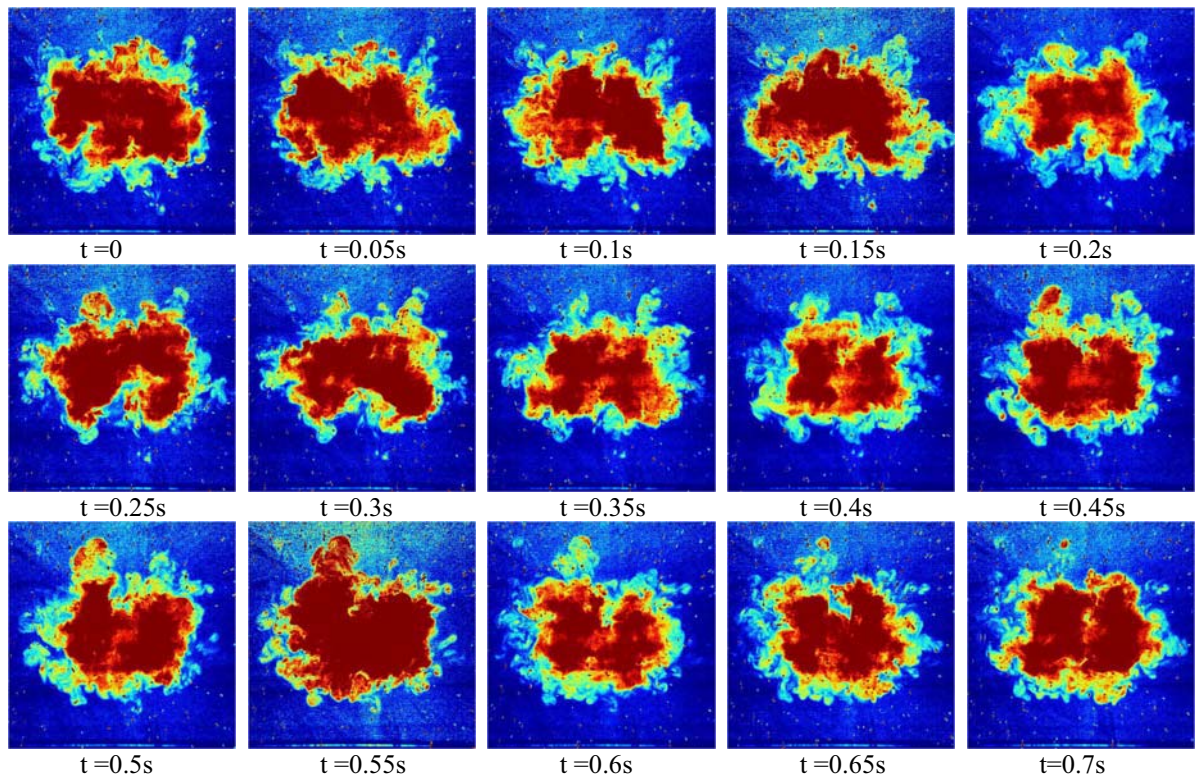 t =0 t =0.05s t =0.1s t =0.15s t =0.2s
t =0.25s t =0.3s t =0.35s t =0.4s t =0.45s
t =0.5s t =0.55s t =0.6s t =0.65s t =0.7s